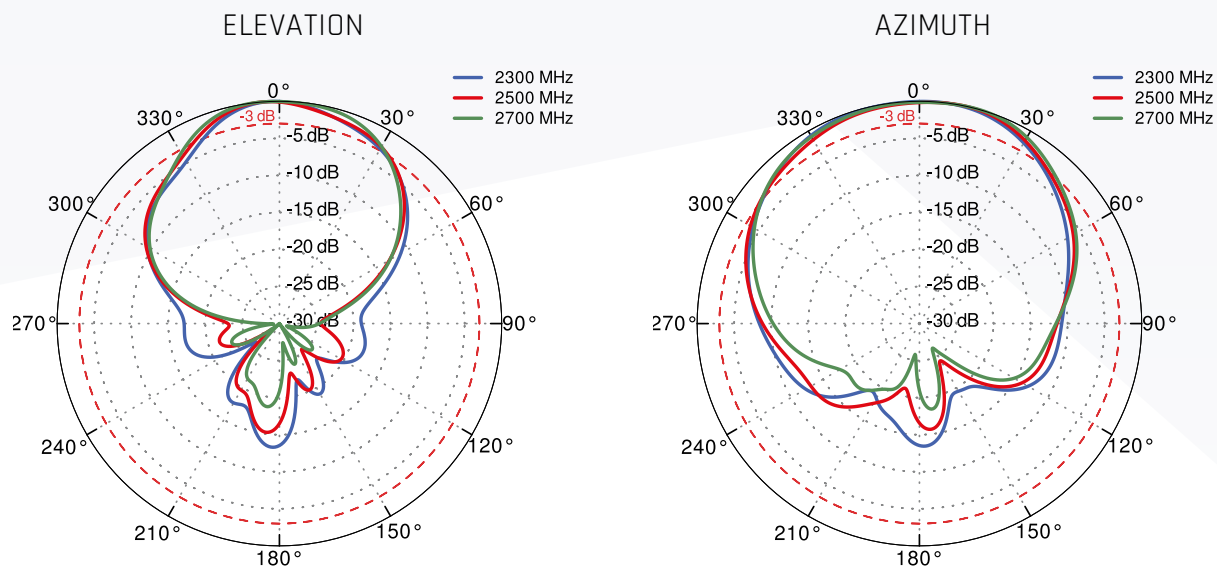 ELEVATION
2300 MHz
2500 MHz
2700 MHz
0°
30°
60°
90°
120°
150°
180°
210°
240°
270°
300°
330°
-3 dB
-5 dB
-10 dB
-15 dB
-20 dB
-25 dB
-30 dB
AZIMUTH
2300 MHz
2500 MHz
2700 MHz
0°
30°
60°
90°
120°
150°
180°
210°
240°
270°
300°
330°
-3 dB
-5 dB
-10 dB
-15 dB
-20 dB
-25 dB
-30 dB